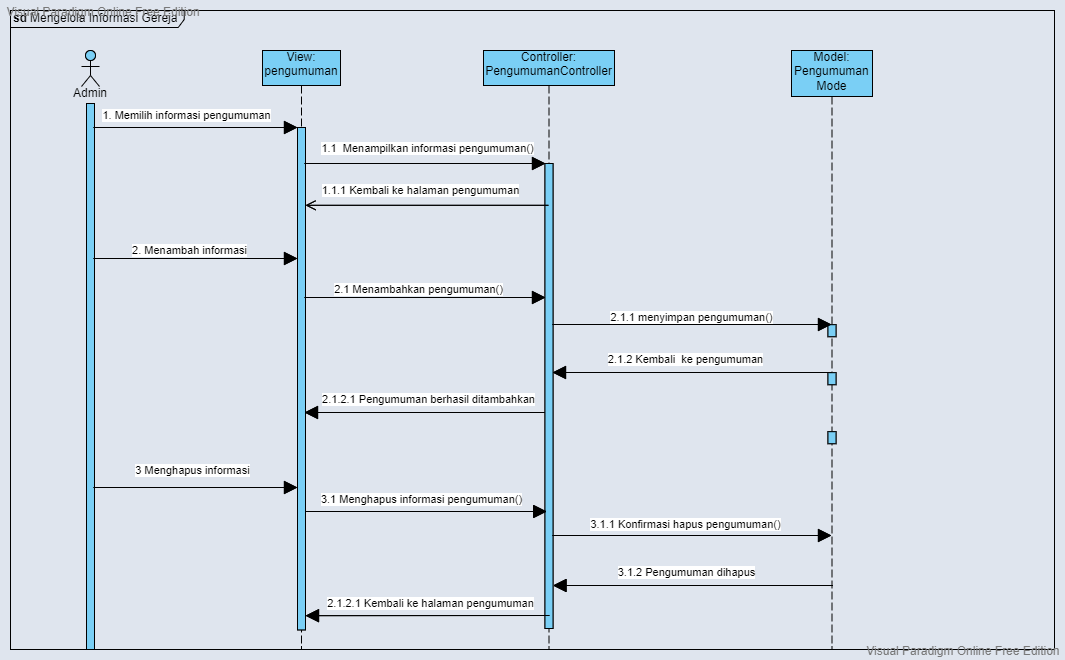 Visual Paradigm Online Free Edition
sd Mengelola Informasi Gereja
View:
pengumuman
Controller:
PengumumanController
Model:
Pengumuman
Mode
Admin
1. Memilih informasi pengumuman
1.1 Menampilkan informasi pengumuman()
1.1.1 Kembali ke halaman pengumuman
2. Menambah informasi
2.1 Menambahkan pengumuman()
2.1.1 menyimpan pengumuman()
2.1.2 Kembali ke pengumuman
2.1.2.1 Pengumuman berhasil ditambahkan
3 Menghapus informasi
3.1 Menghapus informasi pengumuman()
3.1.1 Konfirmasi hapus pengumuman()
3.1.2 Pengumuman dihapus
2.1.2.1 Kembali ke halaman pengumuman
Visual Paradigm Online Free Edition